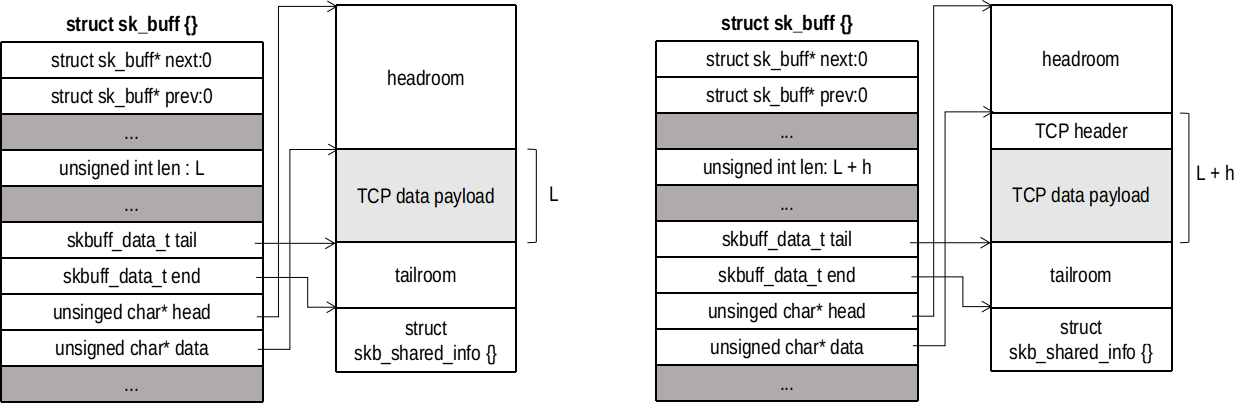 struct sk_buff {}
struct sk_buff* next:0
struct sk_buff* prev:0
...
unsigned int len : L
...
skbuff_data_t tail
skbuff_data_t end
unsinged char* head
unsigned char* data
...
headroom
TCP data payload
L
tailroom
struct
skb_shared_info {}
struct sk_buff {}
struct sk_buff* next:0
struct sk_buff* prev:0
...
unsigned int len: L + h
...
skbuff_data_t tail
skbuff_data_t end
unsinged char* head
unsigned char* data
...
headroom
TCP header
TCP data payload
L + h
tailroom
struct
skb_shared_info {}